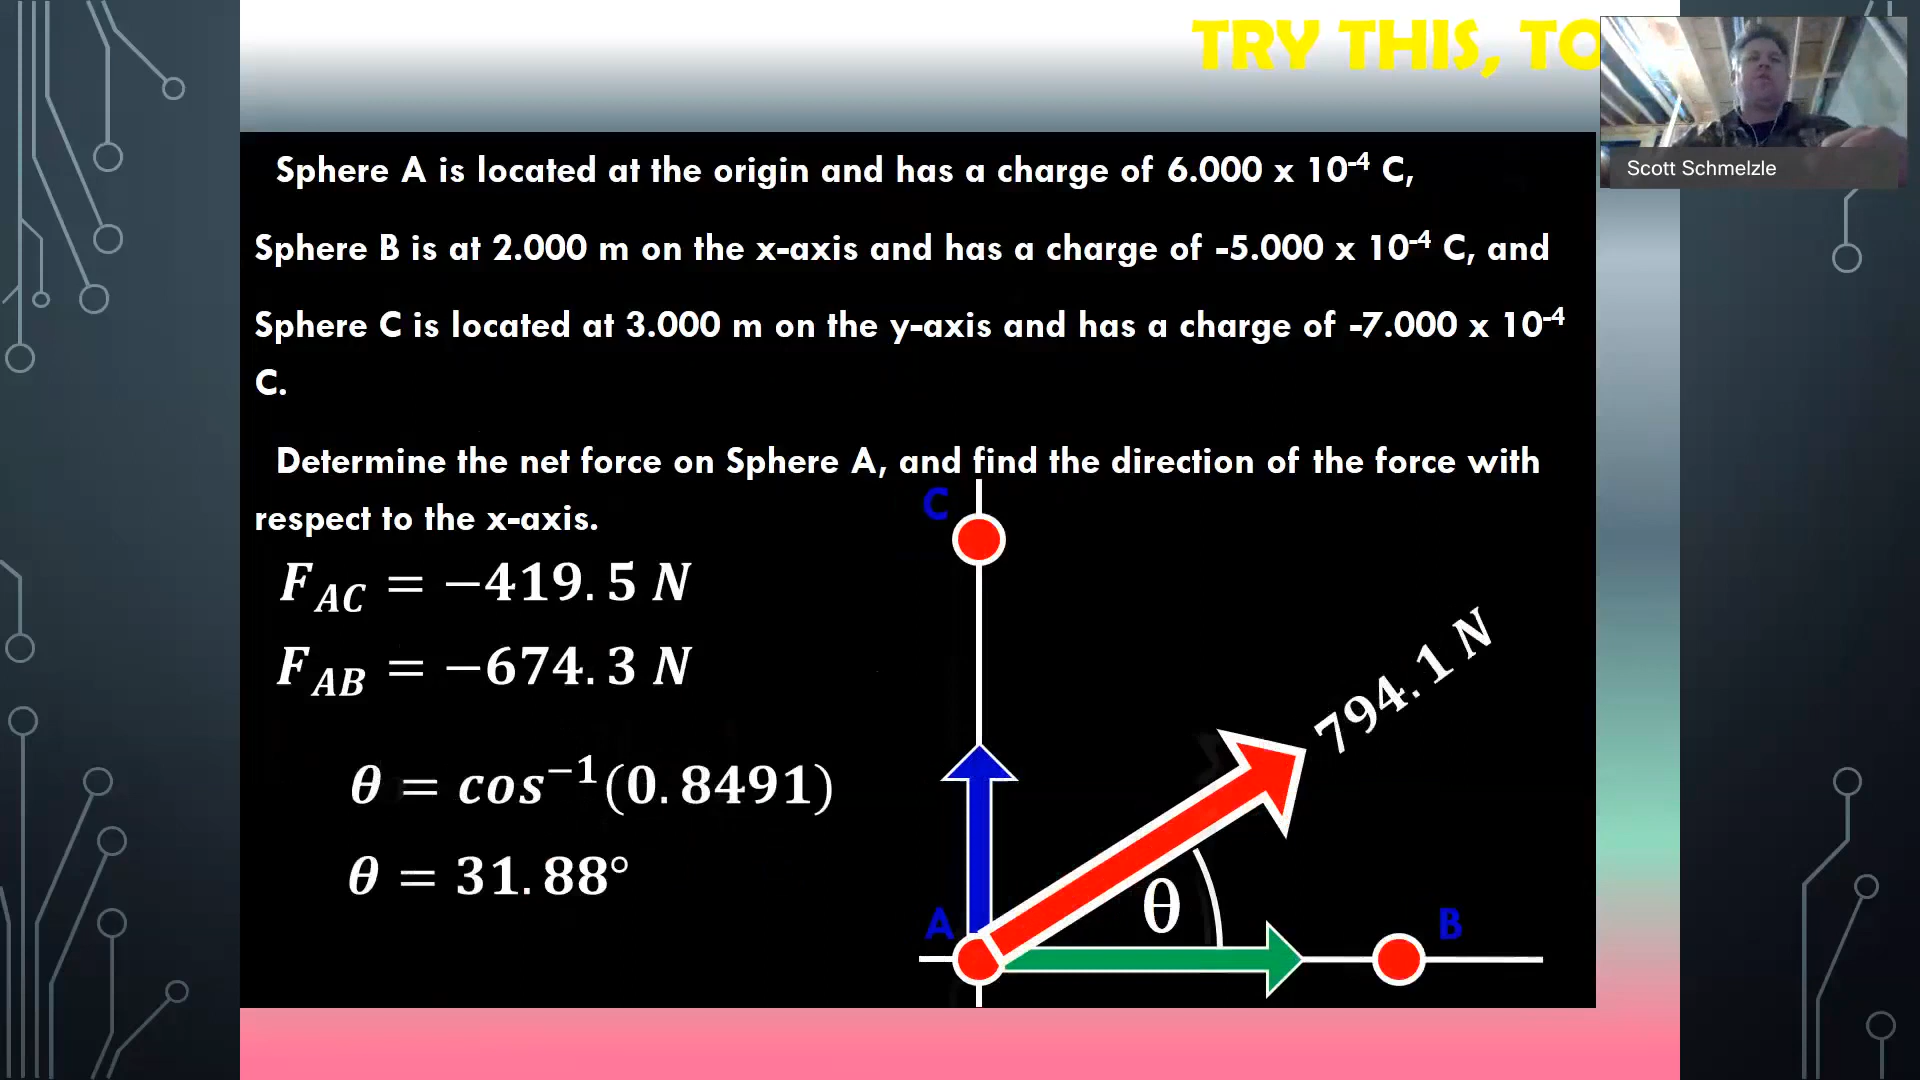 TRY THIS, TO
Scott Schmelzle
Sphere A is located at the origin and has a charge of 6.000 x 10⁻⁴ C,
Sphere B is at 2.000 m on the x-axis and has a charge of -5.000 x 10⁻⁴ C, and
Sphere C is located at 3.000 m on the y-axis and has a charge of -7.000 x 10⁻⁴
C.
Determine the net force on Sphere A, and find the direction of the force with
respect to the x-axis.
F_AC = −419.5 N
F_AB = −674.3 N
θ = cos⁻¹(0.8491)
θ = 31.88°
C
794.1 N
θ
A
B